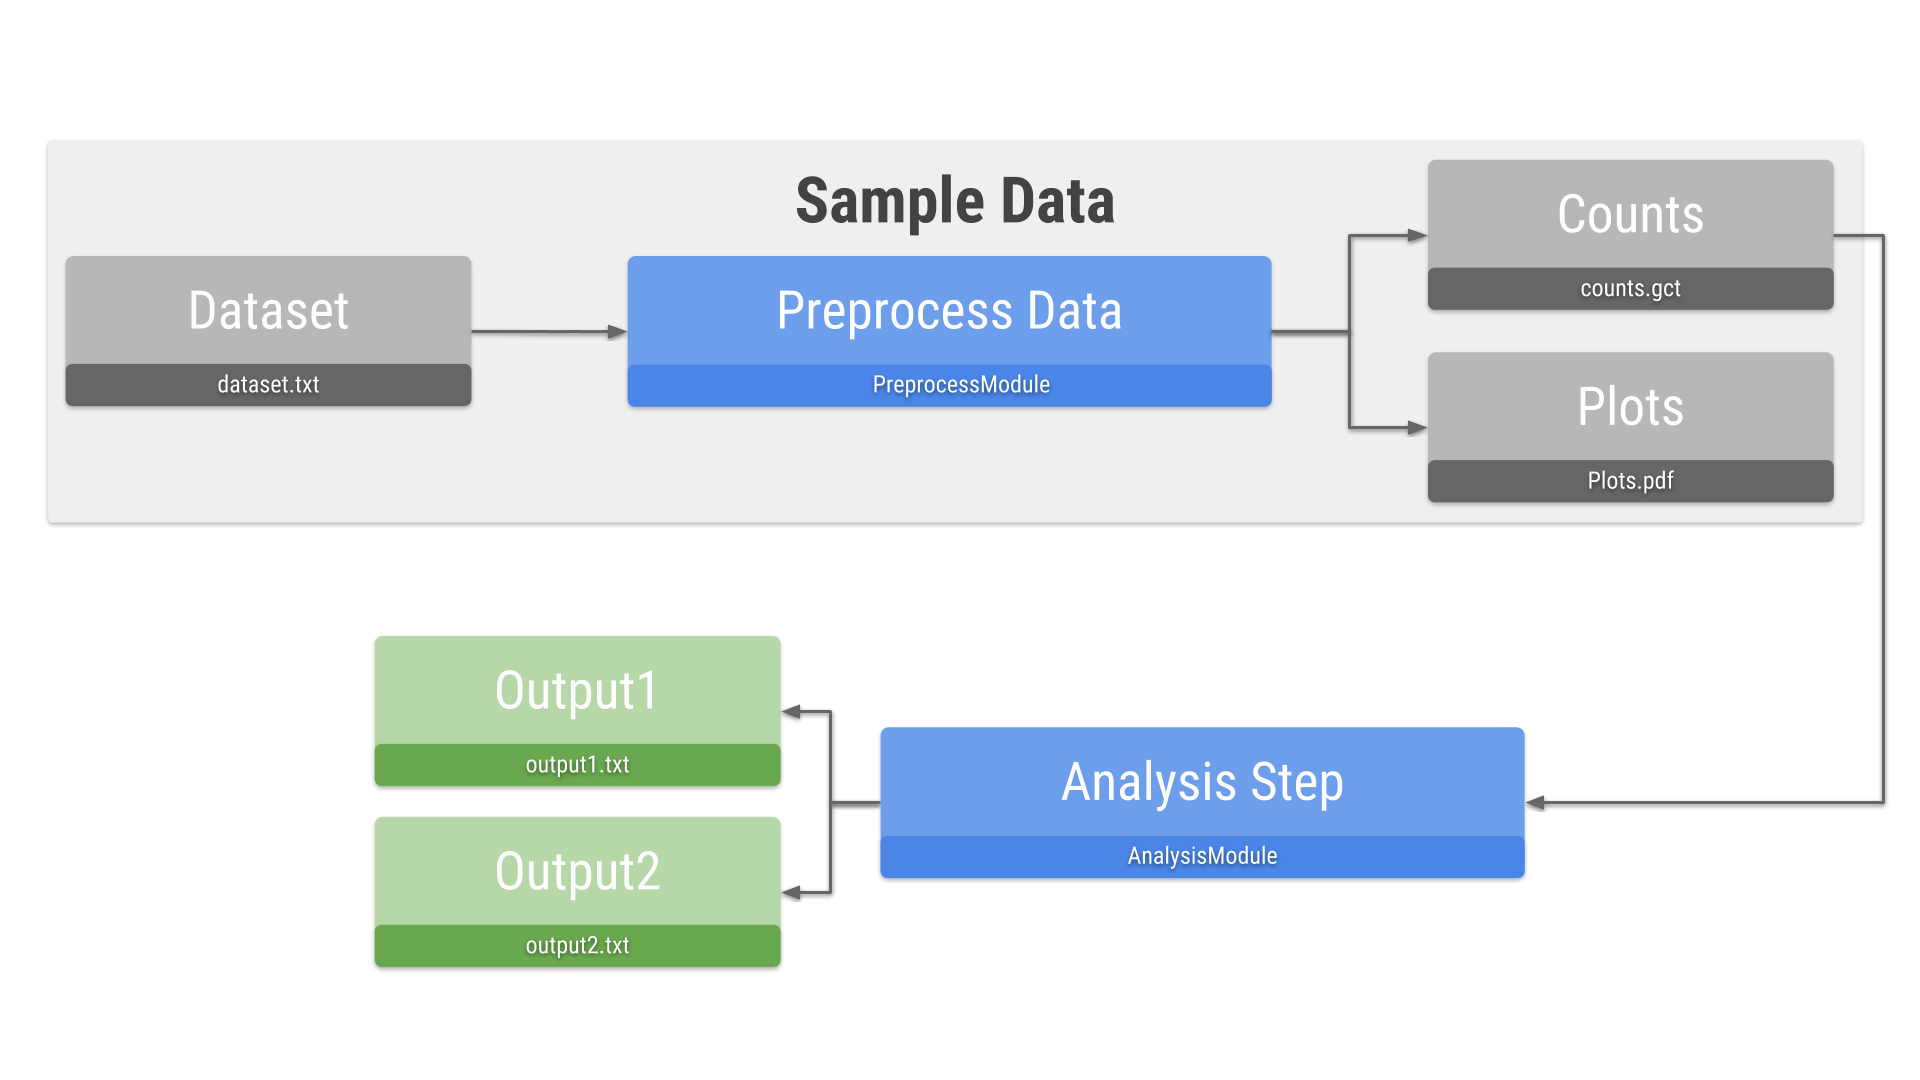 Sample Data
Dataset
dataset.txt
Preprocess Data
PreprocessModule
Counts
counts.gct
Plots
Plots.pdf
Output1
output1.txt
Output2
output2.txt
Analysis Step
AnalysisModule